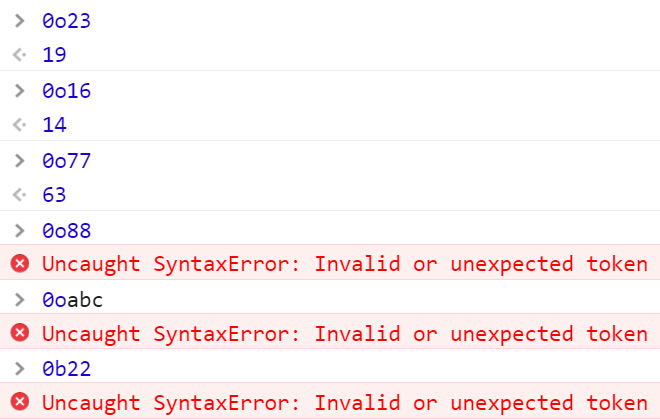 > 0o23
<· 19
> 0o16
<· 14
> 0o77
<· 63
> 0o88
Uncaught SyntaxError: Invalid or unexpected token
> 0oabc
Uncaught SyntaxError: Invalid or unexpected token
> 0b22
Uncaught SyntaxError: Invalid or unexpected token